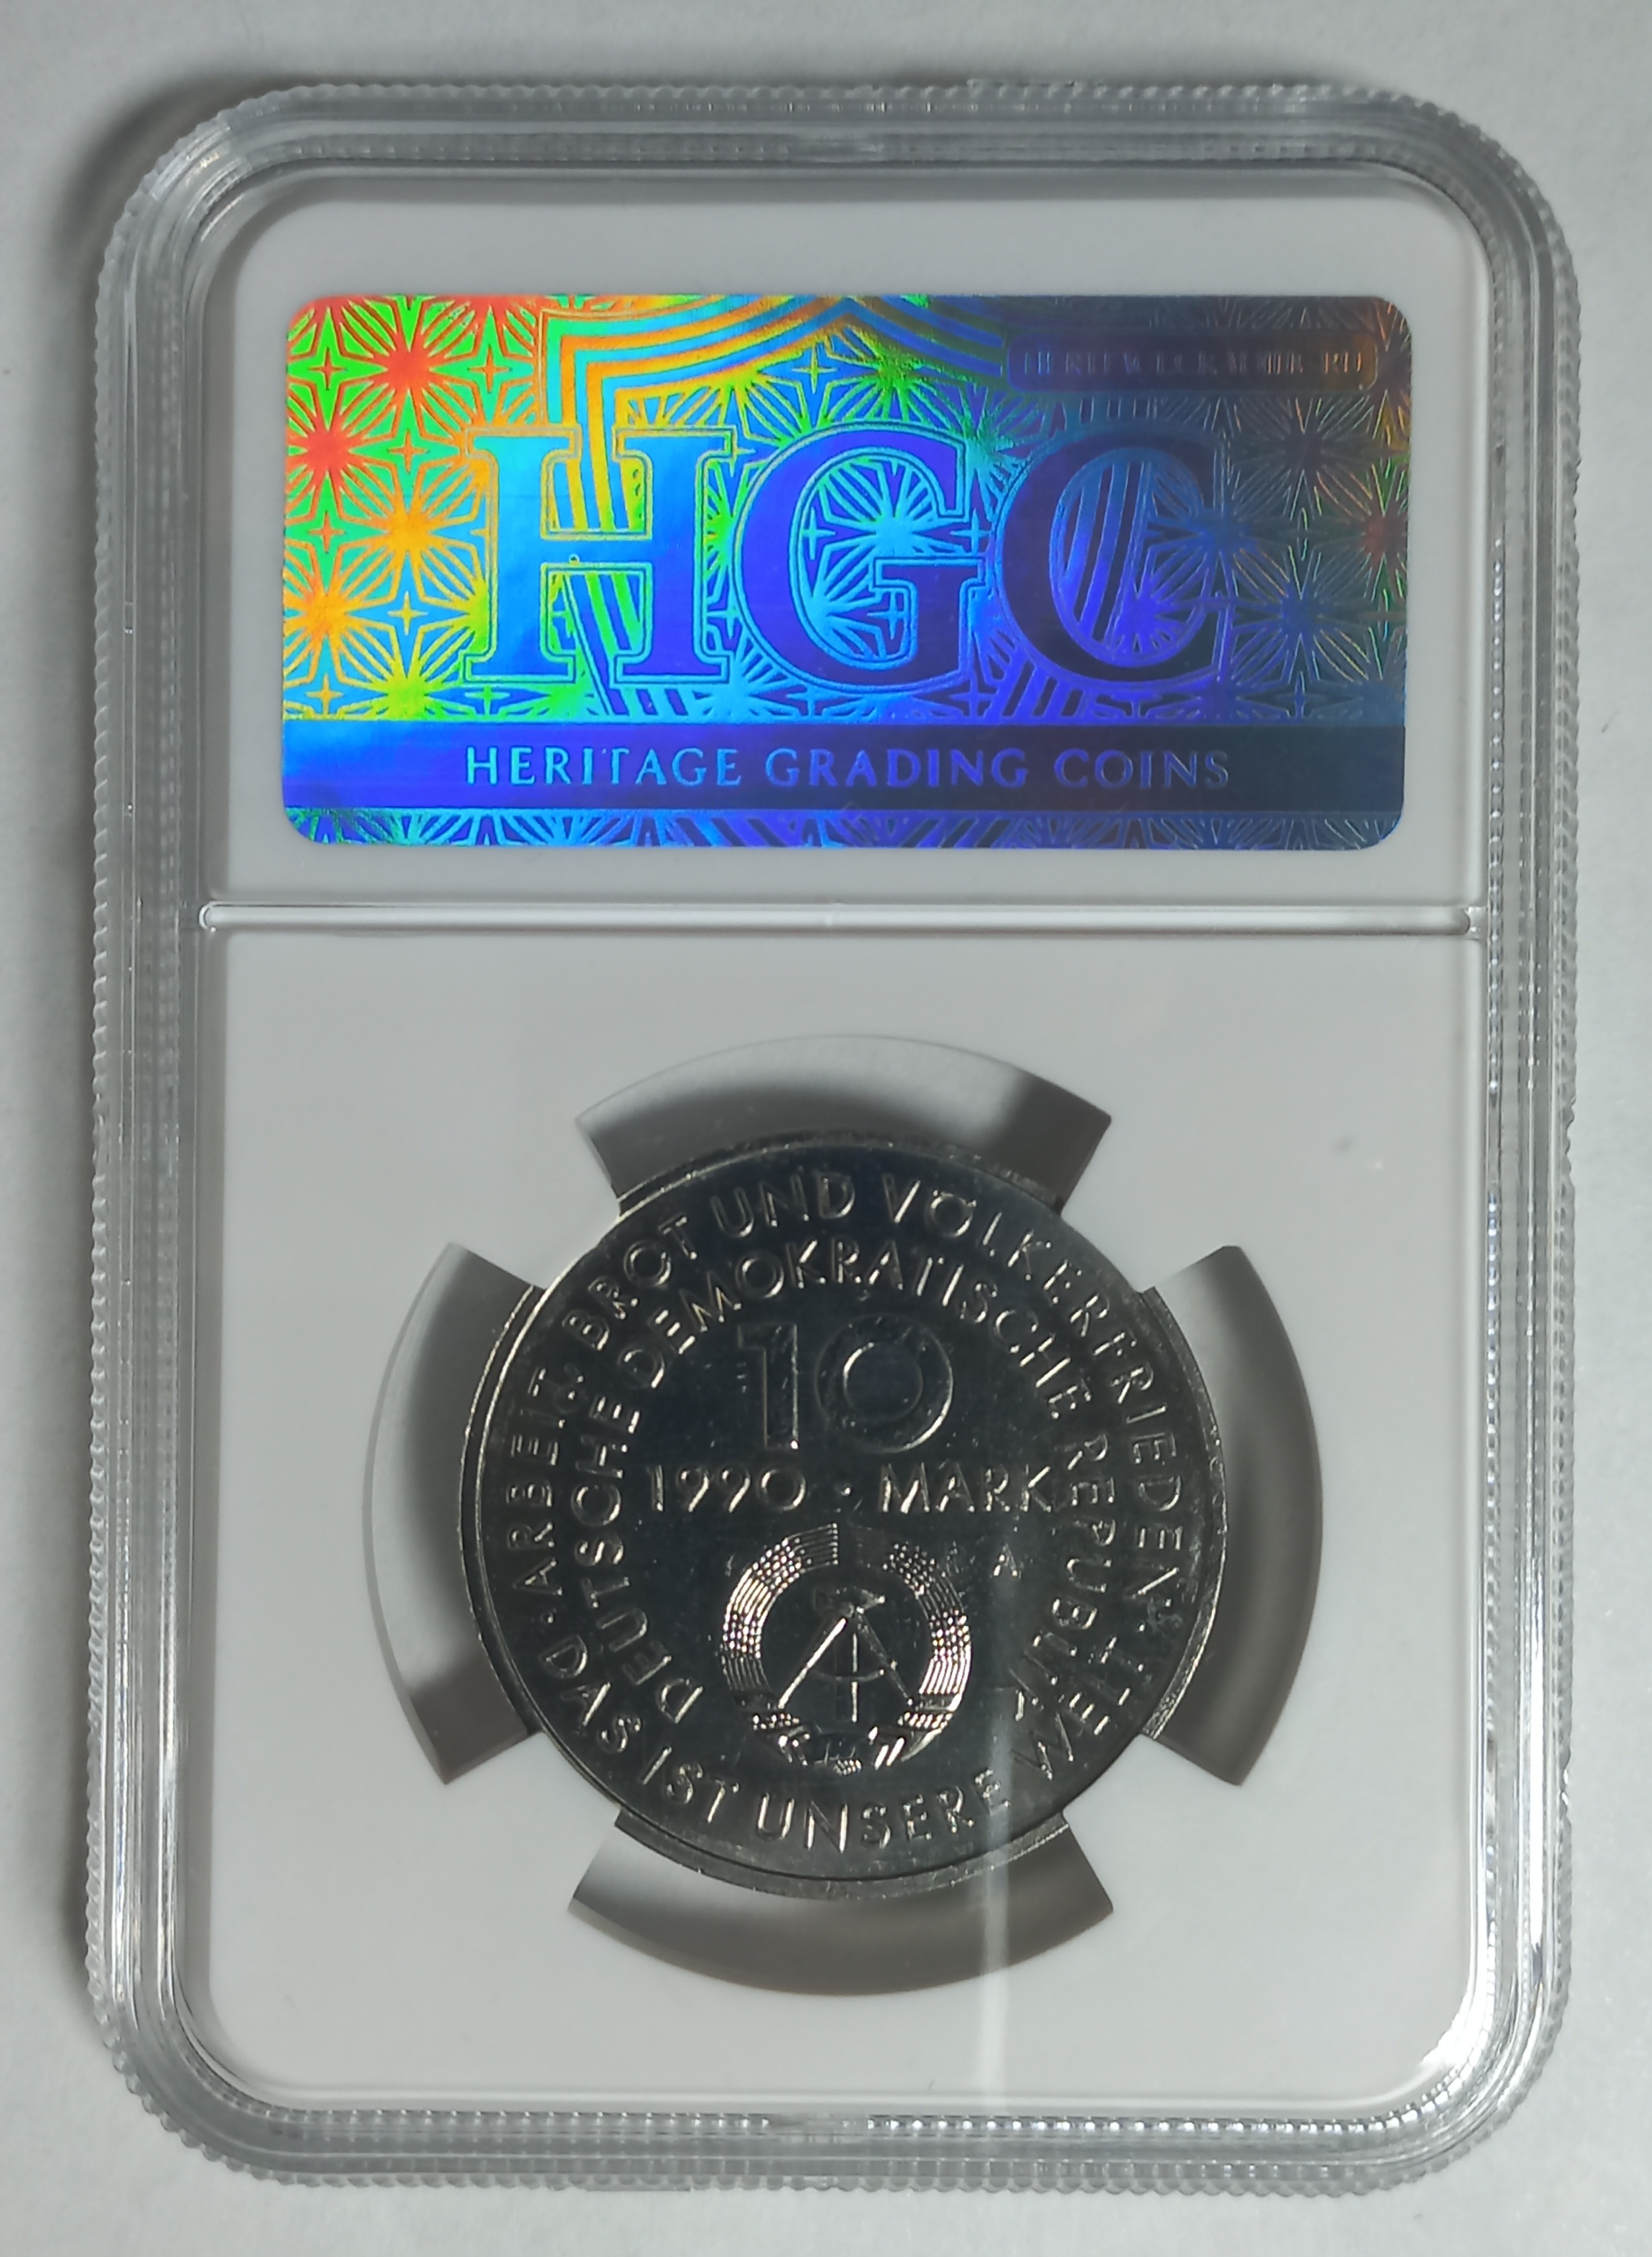 HGC
HERITAGE GRADING COINS
ARBEIT, BROT UND VÖLKERFRIEDEN · DAS IST UNSERE WELT ·
DEUTSCHE DEMOKRATISCHE REPUBLIK
10
1990 · MARK
A